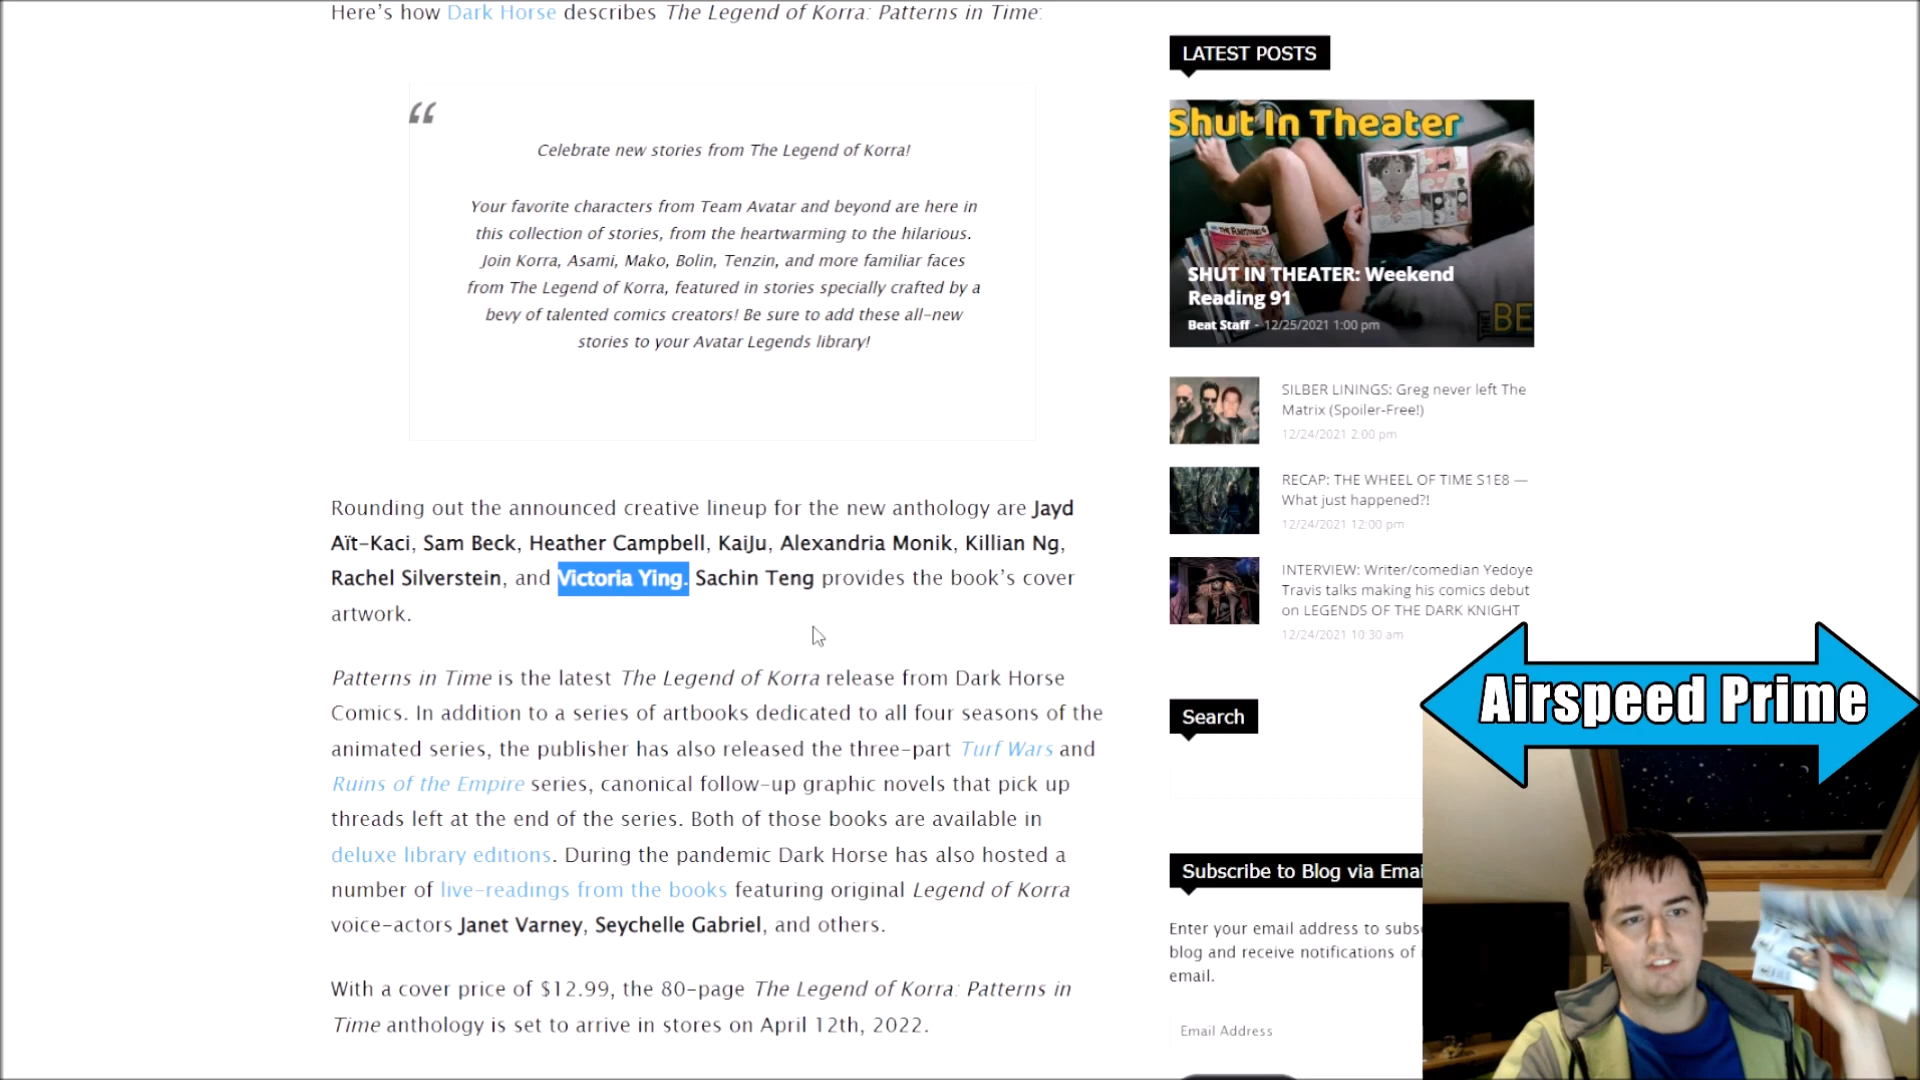 Here’s how Dark Horse describes The Legend of Korra: Patterns in Time:
“
Celebrate new stories from The Legend of Korra!
Your favorite characters from Team Avatar and beyond are here in
this collection of stories, from the heartwarming to the hilarious.
Join Korra, Asami, Mako, Bolin, Tenzin, and more familiar faces
from The Legend of Korra, featured in stories specially crafted by a
bevy of talented comics creators! Be sure to add these all-new
stories to your Avatar Legends library!
Rounding out the announced creative lineup for the new anthology are Jayd
Aït-Kaci, Sam Beck, Heather Campbell, KaiJu, Alexandria Monik, Killian Ng,
Rachel Silverstein, and Victoria Ying. Sachin Teng provides the book’s cover
artwork.
Patterns in Time is the latest The Legend of Korra release from Dark Horse
Comics. In addition to a series of artbooks dedicated to all four seasons of the
animated series, the publisher has also released the three-part Turf Wars and
Ruins of the Empire series, canonical follow-up graphic novels that pick up
threads left at the end of the series. Both of those books are available in
deluxe library editions. During the pandemic Dark Horse has also hosted a
number of live-readings from the books featuring original Legend of Korra
voice-actors Janet Varney, Seychelle Gabriel, and others.
With a cover price of $12.99, the 80-page The Legend of Korra: Patterns in
Time anthology is set to arrive in stores on April 12th, 2022.
LATEST POSTS
Shut In Theater
SHUT IN THEATER: Weekend
Reading 91
Beat Staff - 12/25/2021 1:00 pm
THE BE
SILBER LININGS: Greg never left The
Matrix (Spoiler-Free!)
12/24/2021 2:00 pm
RECAP: THE WHEEL OF TIME S1E8 —
What just happened?!
12/24/2021 12:00 pm
INTERVIEW: Writer/comedian Yedoye
Travis talks making his comics debut
on LEGENDS OF THE DARK KNIGHT
12/24/2021 10:30 am
Airspeed Prime
Search
Subscribe to Blog via Emai
Enter your email address to subs
blog and receive notifications of
email.
Email Address